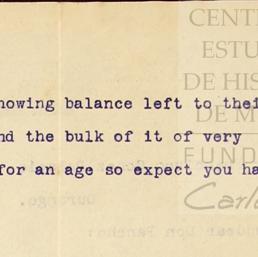 CENT
ESTU
DE HIS
DE M
FUND
Carlo
howing balance left to thei
nd the bulk of it of very
for an age so expect you ha